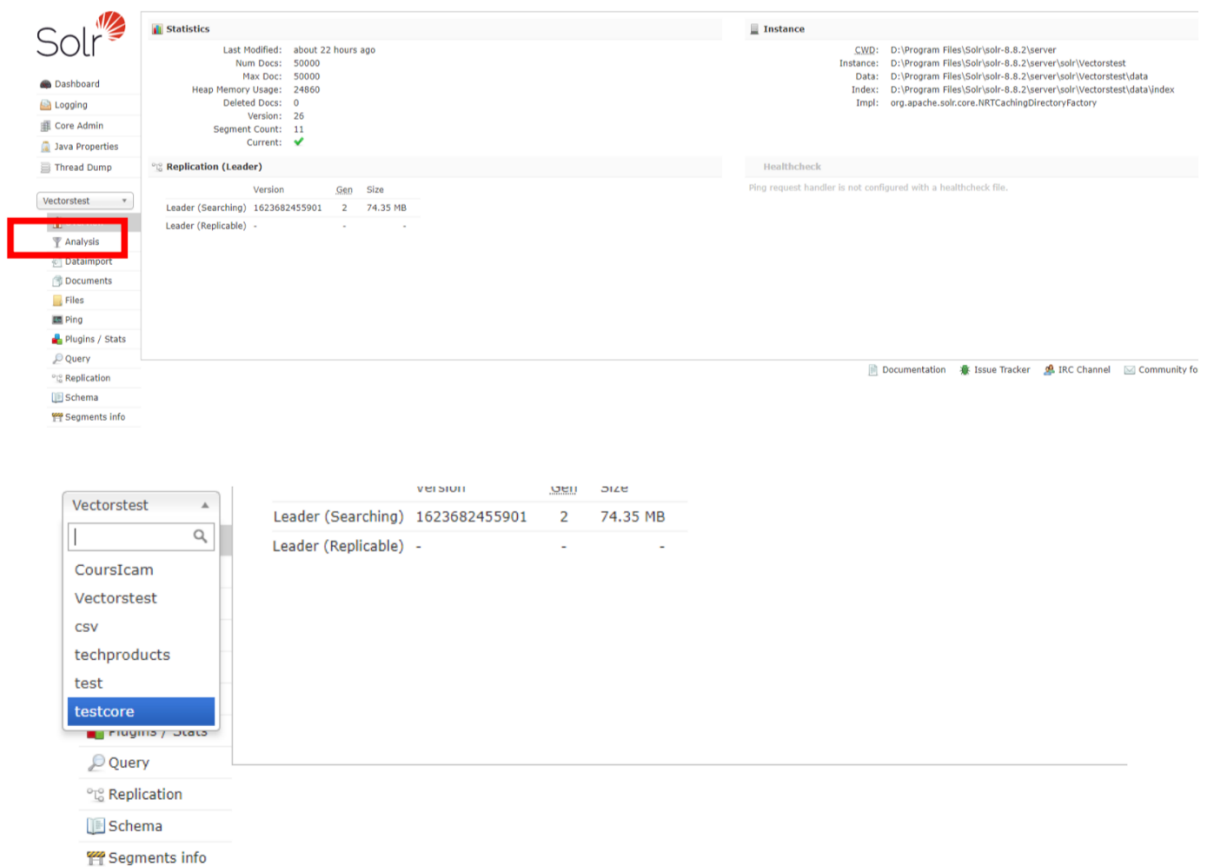 Solr
Dashboard
Logging
Core Admin
Java Properties
Thread Dump
Vectorstest
Analysis
Dataimport
Documents
Files
Ping
Plugins / Stats
Query
Replication
Schema
Segments info
Statistics
Last Modified: about 22 hours ago
Num Docs: 50000
Max Doc: 50000
Heap Memory Usage: 24860
Deleted Docs: 0
Version: 26
Segment Count: 11
Current:
Replication (Leader)
Version Gen Size
Leader (Searching) 1623682455901 2 74.35 MB
Leader (Replicable) - - -
Instance
CWD: D:\Program Files\Solr\solr-8.8.2\server
Instance: D:\Program Files\Solr\solr-8.8.2\server\solr\Vectorstest
Data: D:\Program Files\Solr\solr-8.8.2\server\solr\Vectorstest\data
Index: D:\Program Files\Solr\solr-8.8.2\server\solr\Vectorstest\data\index
Impl: org.apache.solr.core.NRTCachingDirectoryFactory
Healthcheck
Ping request handler is not configured with a healthcheck file.
Documentation Issue Tracker IRC Channel Community fo
Vectorstest
CoursIcam
Vectorstest
csv
techproducts
test
testcore
Plugins / Stats
Query
Replication
Schema
Segments info
Version Gen Size
Leader (Searching) 1623682455901 2 74.35 MB
Leader (Replicable) - - -